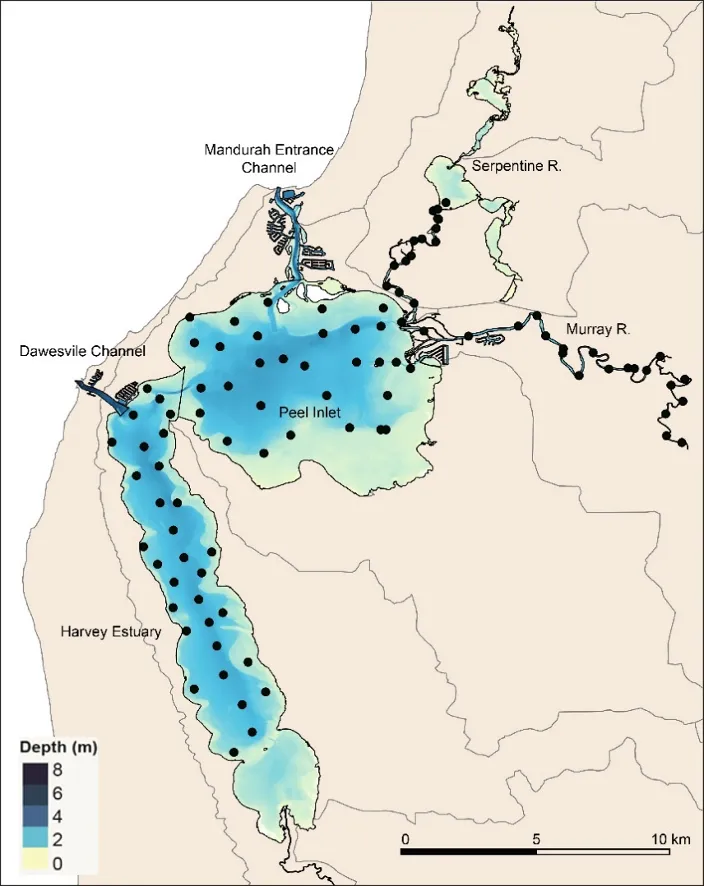 Mandurah Entrance
Channel
Serpentine R.
Murray R.
Dawesvile Channel
Peel Inlet
Harvey Estuary
Depth (m)
8
6
4
2
0
0 5 10 km